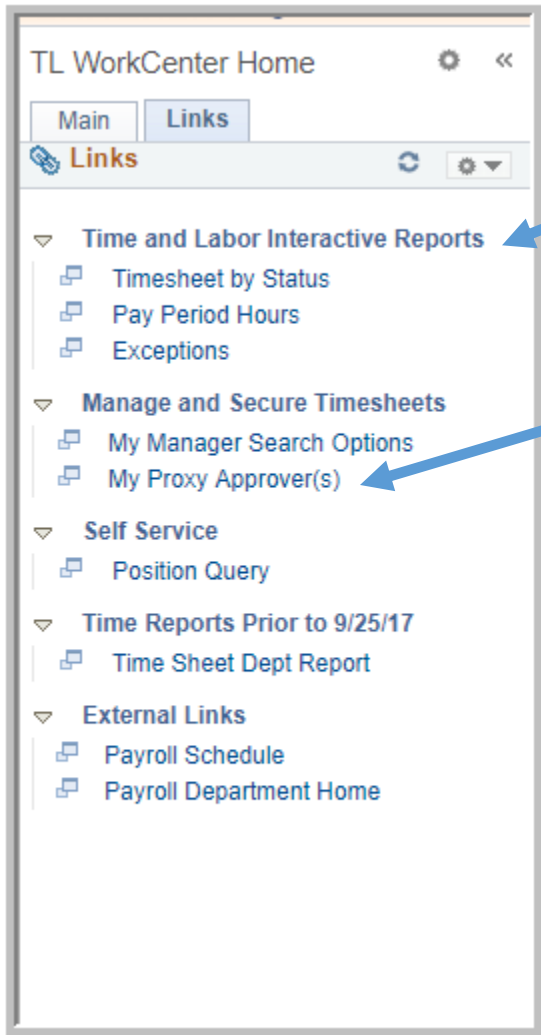 TL WorkCenter Home
Main Links
Links
Time and Labor Interactive Reports
Timesheet by Status
Pay Period Hours
Exceptions
Manage and Secure Timesheets
My Manager Search Options
My Proxy Approver(s)
Self Service
Position Query
Time Reports Prior to 9/25/17
Time Sheet Dept Report
External Links
Payroll Schedule
Payroll Department Home